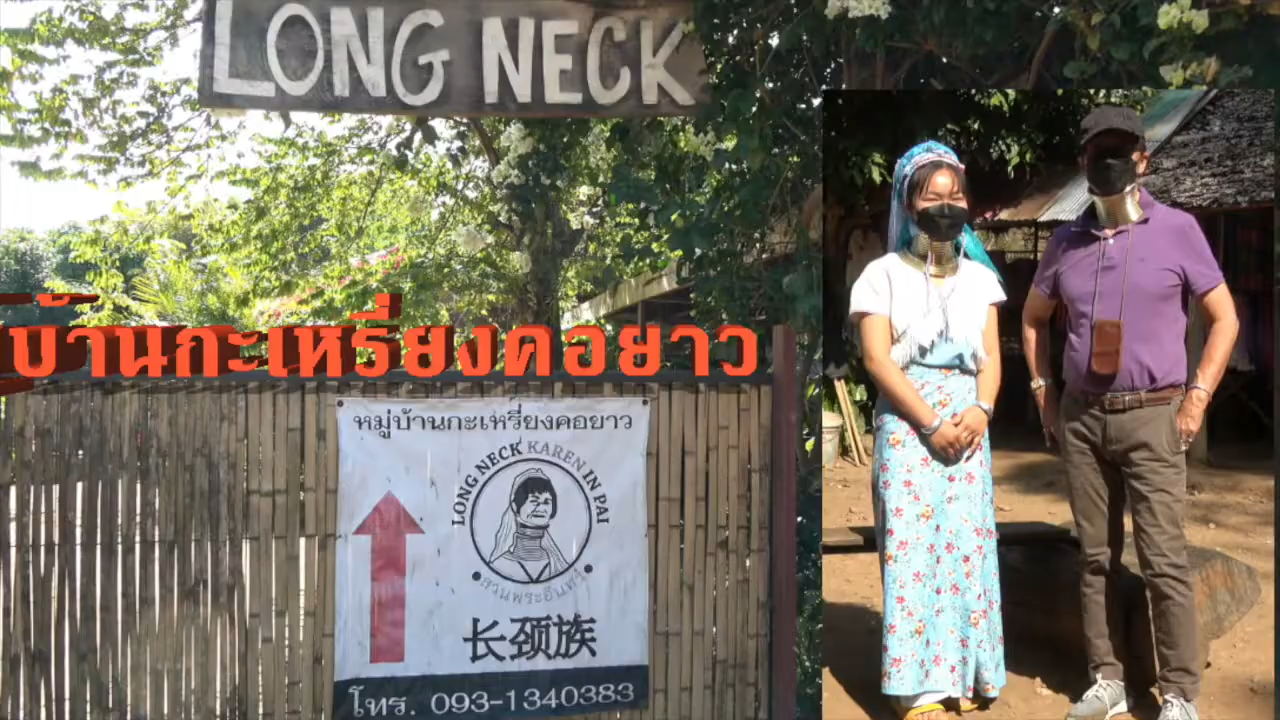 LONG NECK
บ้านกะเหรี่ยงคอยาว
หมู่บ้านกะเหรี่ยงคอยาว
LONG NECK KAREN IN PAI
长颈族
โทร. 093-1340383